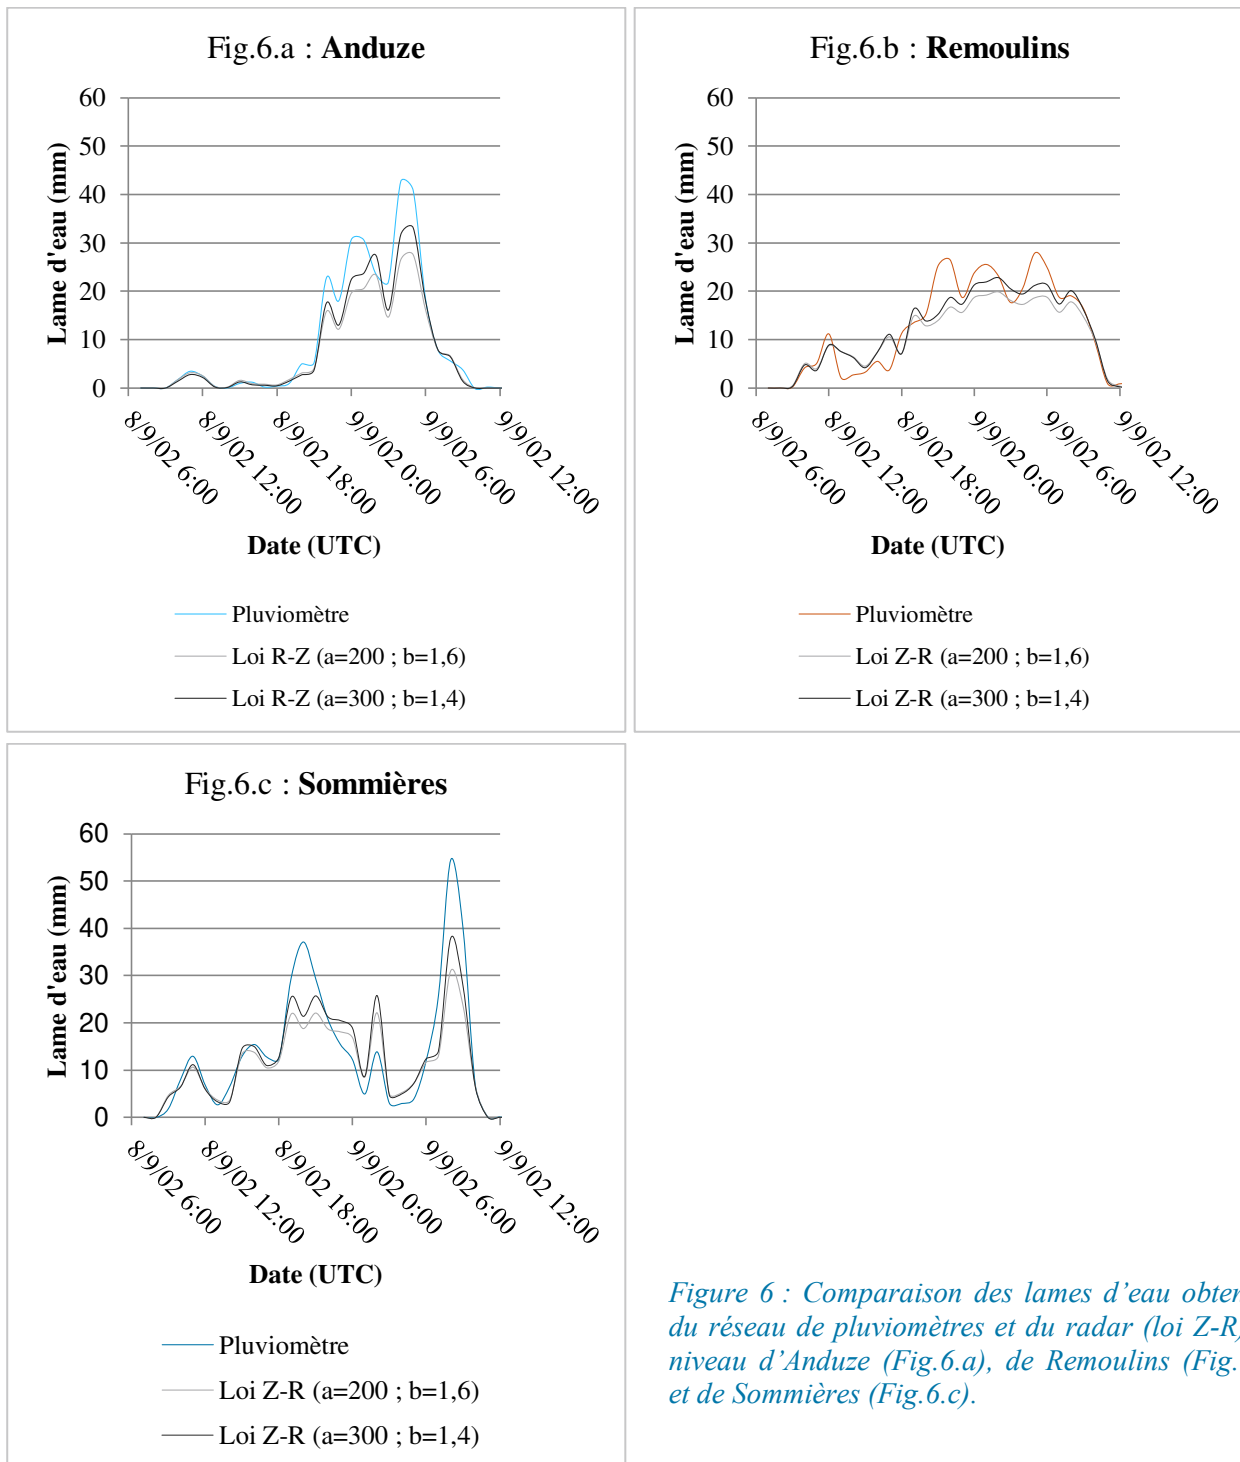 Fig.6.a : Anduze
60
50
40
30
20
10
0
Lame d'eau (mm)
8/9/02 6:00
8/9/02 12:00
8/9/02 18:00
9/9/02 0:00
9/9/02 6:00
9/9/02 12:00
Date (UTC)
Pluviomètre
Loi R-Z (a=200 ; b=1,6)
Loi R-Z (a=300 ; b=1,4)
Fig.6.b : Remoulins
60
50
40
30
20
10
0
Lame d'eau (mm)
8/9/02 6:00
8/9/02 12:00
8/9/02 18:00
9/9/02 0:00
9/9/02 6:00
9/9/02 12:00
Date (UTC)
Pluviomètre
Loi Z-R (a=200 ; b=1,6)
Loi Z-R (a=300 ; b=1,4)
Fig.6.c : Sommières
60
50
40
30
20
10
0
Lame d'eau (mm)
8/9/02 6:00
8/9/02 12:00
8/9/02 18:00
9/9/02 0:00
9/9/02 6:00
9/9/02 12:00
Date (UTC)
Pluviomètre
Loi Z-R (a=200 ; b=1,6)
Loi Z-R (a=300 ; b=1,4)
Figure 6 : Comparaison des lames d'eau
du réseau de pluviomètres et du radar (loi Z-R)
niveau d'Anduze (Fig.6.a), de Remoulins (Fig.
et de Sommières (Fig.6.c).